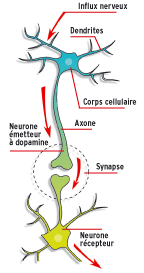 Influx nerveux
Dendrites
Corps cellulaire
Axone
Neurone
émetteur
à dopamine
Synapse
Neurone
récepteur